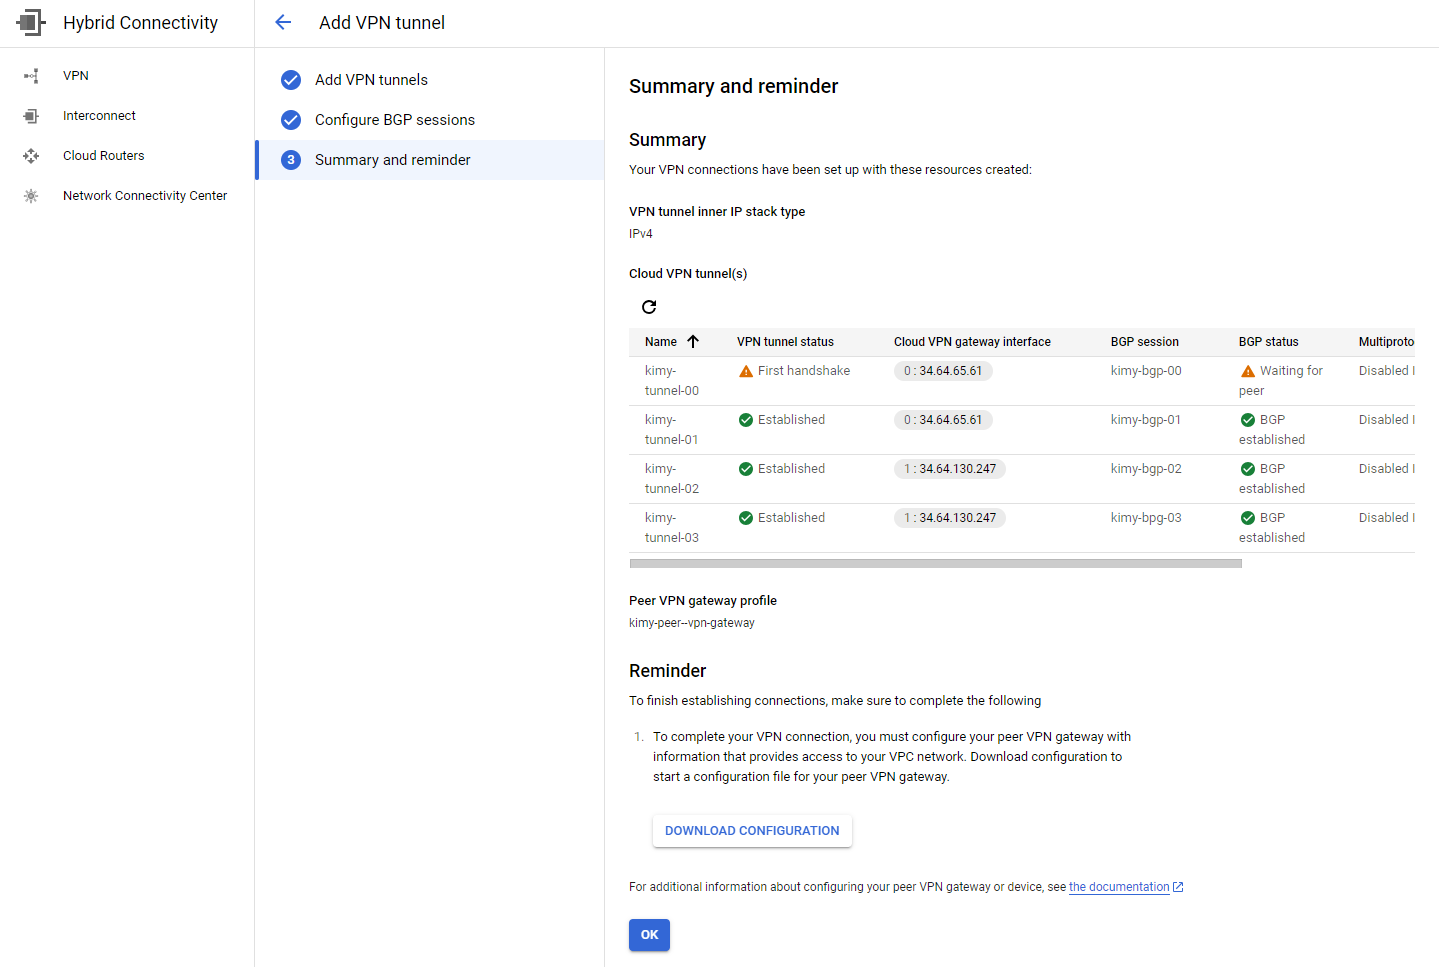 Hybrid Connectivity
Add VPN tunnel
VPN
Interconnect
Cloud Routers
Network Connectivity Center
Add VPN tunnels
Configure BGP sessions
3 Summary and reminder
Summary and reminder
Summary
Your VPN connections have been set up with these resources created:
VPN tunnel inner IP stack type
IPv4
Cloud VPN tunnel(s)
Name VPN tunnel status Cloud VPN gateway interface BGP session BGP status Multiproto
kimy- First handshake 0 : 34.64.65.61 kimy-bgp-00 Waiting for Disabled I
tunnel-00 peer
kimy- Established 0 : 34.64.65.61 kimy-bgp-01 BGP Disabled I
tunnel-01 established
kimy- Established 1 : 34.64.130.247 kimy-bgp-02 BGP Disabled I
tunnel-02 established
kimy- Established 1 : 34.64.130.247 kimy-bpg-03 BGP Disabled I
tunnel-03 established
Peer VPN gateway profile
kimy-peer--vpn-gateway
Reminder
To finish establishing connections, make sure to complete the following
1. To complete your VPN connection, you must configure your peer VPN gateway with
information that provides access to your VPC network. Download configuration to
start a configuration file for your peer VPN gateway.
DOWNLOAD CONFIGURATION
For additional information about configuring your peer VPN gateway or device, see the documentation
OK